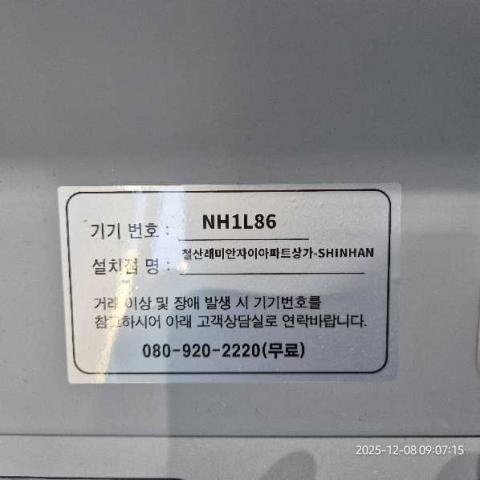 기기 번호 : NH1L86
설치점 명 : 철산래미안자이아파트상가-SHINHAN
거래 이상 및 장애 발생 시 기기번호를
참고하시어 아래 고객상담실로 연락바랍니다.
080-920-2220(무료)
2025-12-08 09:07:15